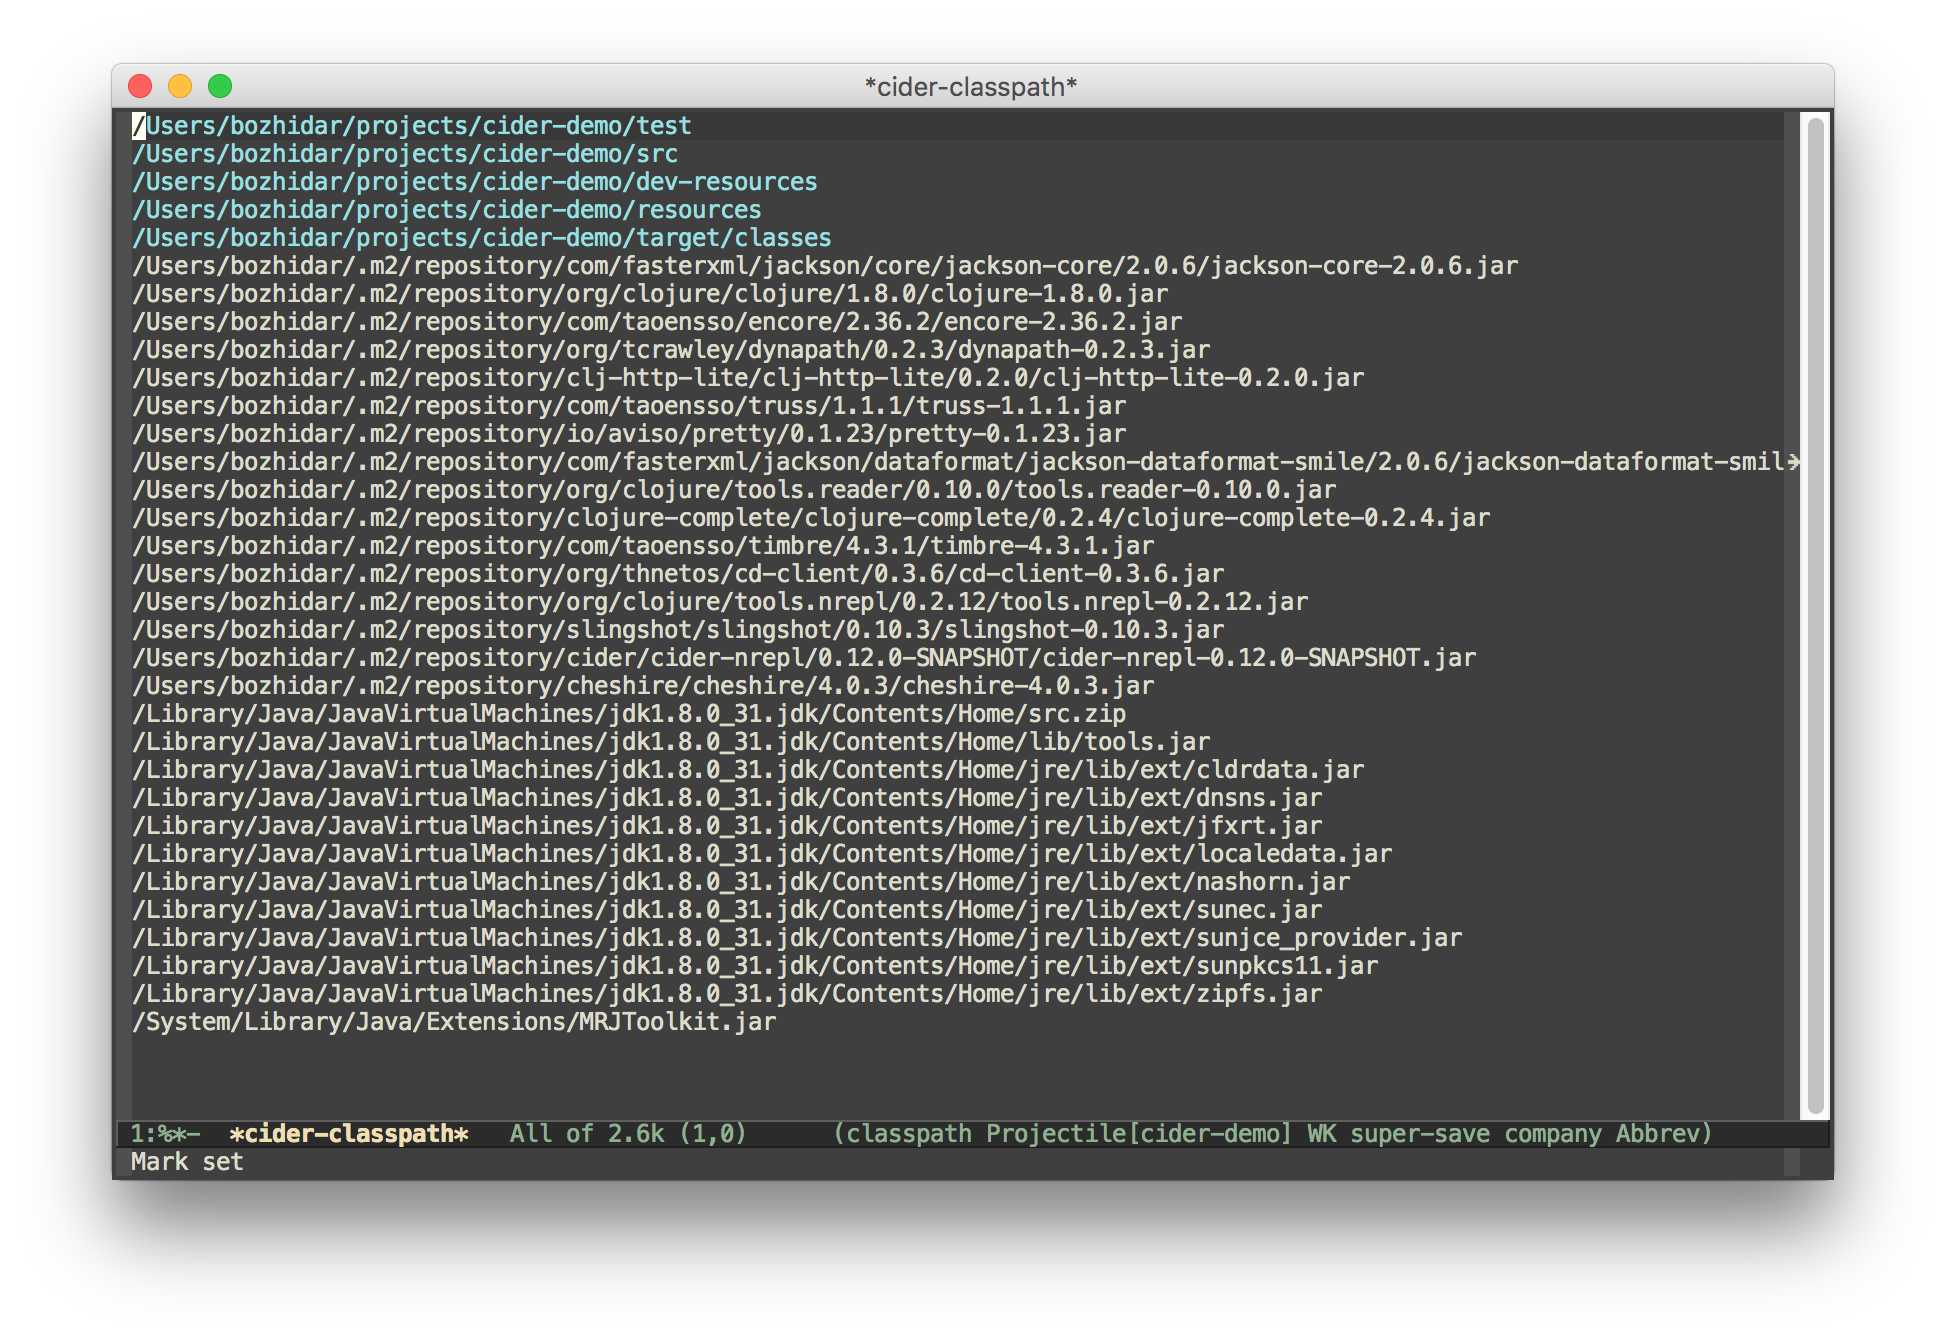 *cider-classpath*
/Users/bozhidar/projects/cider-demo/test
/Users/bozhidar/projects/cider-demo/src
/Users/bozhidar/projects/cider-demo/dev-resources
/Users/bozhidar/projects/cider-demo/resources
/Users/bozhidar/projects/cider-demo/target/classes
/Users/bozhidar/.m2/repository/com/fasterxml/jackson/core/jackson-core/2.0.6/jackson-core-2.0.6.jar
/Users/bozhidar/.m2/repository/org/clojure/clojure/1.8.0/clojure-1.8.0.jar
/Users/bozhidar/.m2/repository/com/taoensso/encore/2.36.2/encore-2.36.2.jar
/Users/bozhidar/.m2/repository/org/tcrawley/dynapath/0.2.3/dynapath-0.2.3.jar
/Users/bozhidar/.m2/repository/clj-http-lite/clj-http-lite/0.2.0/clj-http-lite-0.2.0.jar
/Users/bozhidar/.m2/repository/com/taoensso/truss/1.1.1/truss-1.1.1.jar
/Users/bozhidar/.m2/repository/io/aviso/pretty/0.1.23/pretty-0.1.23.jar
/Users/bozhidar/.m2/repository/com/fasterxml/jackson/dataformat/jackson-dataformat-smile/2.0.6/jackson-dataformat-smil→
/Users/bozhidar/.m2/repository/org/clojure/tools.reader/0.10.0/tools.reader-0.10.0.jar
/Users/bozhidar/.m2/repository/clojure-complete/clojure-complete/0.2.4/clojure-complete-0.2.4.jar
/Users/bozhidar/.m2/repository/com/taoensso/timbre/4.3.1/timbre-4.3.1.jar
/Users/bozhidar/.m2/repository/org/thnetos/cd-client/0.3.6/cd-client-0.3.6.jar
/Users/bozhidar/.m2/repository/org/clojure/tools.nrepl/0.2.12/tools.nrepl-0.2.12.jar
/Users/bozhidar/.m2/repository/slingshot/slingshot/0.10.3/slingshot-0.10.3.jar
/Users/bozhidar/.m2/repository/cider/cider-nrepl/0.12.0-SNAPSHOT/cider-nrepl-0.12.0-SNAPSHOT.jar
/Users/bozhidar/.m2/repository/cheshire/cheshire/4.0.3/cheshire-4.0.3.jar
/Library/Java/JavaVirtualMachines/jdk1.8.0_31.jdk/Contents/Home/src.zip
/Library/Java/JavaVirtualMachines/jdk1.8.0_31.jdk/Contents/Home/lib/tools.jar
/Library/Java/JavaVirtualMachines/jdk1.8.0_31.jdk/Contents/Home/jre/lib/ext/cldrdata.jar
/Library/Java/JavaVirtualMachines/jdk1.8.0_31.jdk/Contents/Home/jre/lib/ext/dnsns.jar
/Library/Java/JavaVirtualMachines/jdk1.8.0_31.jdk/Contents/Home/jre/lib/ext/jfxrt.jar
/Library/Java/JavaVirtualMachines/jdk1.8.0_31.jdk/Contents/Home/jre/lib/ext/localedata.jar
/Library/Java/JavaVirtualMachines/jdk1.8.0_31.jdk/Contents/Home/jre/lib/ext/nashorn.jar
/Library/Java/JavaVirtualMachines/jdk1.8.0_31.jdk/Contents/Home/jre/lib/ext/sunec.jar
/Library/Java/JavaVirtualMachines/jdk1.8.0_31.jdk/Contents/Home/jre/lib/ext/sunjce_provider.jar
/Library/Java/JavaVirtualMachines/jdk1.8.0_31.jdk/Contents/Home/jre/lib/ext/sunpkcs11.jar
/Library/Java/JavaVirtualMachines/jdk1.8.0_31.jdk/Contents/Home/jre/lib/ext/zipfs.jar
/System/Library/Java/Extensions/MRJToolkit.jar
1:%*-  *cider-classpath*   All of 2.6k (1,0)      (classpath Projectile[cider-demo] WK super-save company Abbrev)
Mark set